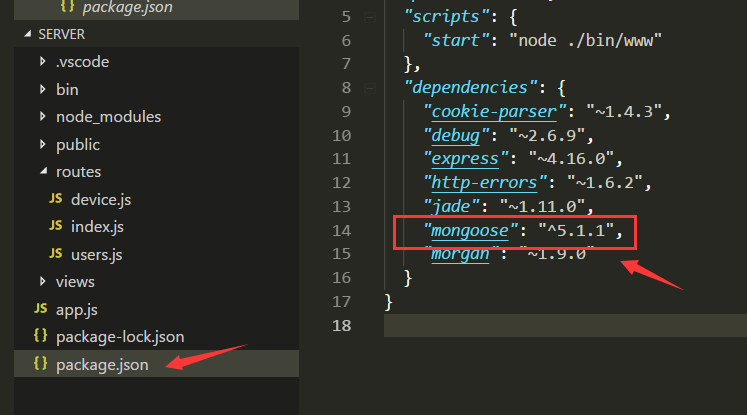 { } package.json
SERVER
.vscode
bin
node_modules
public
routes
JS device.js
JS index.js
JS users.js
views
JS app.js
{ } package-lock.json
{ } package.json
5 "scripts": {
6 "start": "node ./bin/www"
7 },
8 "dependencies": {
9 "cookie-parser": "~1.4.3",
10 "debug": "~2.6.9",
11 "express": "~4.16.0",
12 "http-errors": "~1.6.2",
13 "jade": "~1.11.0",
14 "mongoose": "^5.1.1",
15 "morgan": "~1.9.0"
16 }
17 }
18